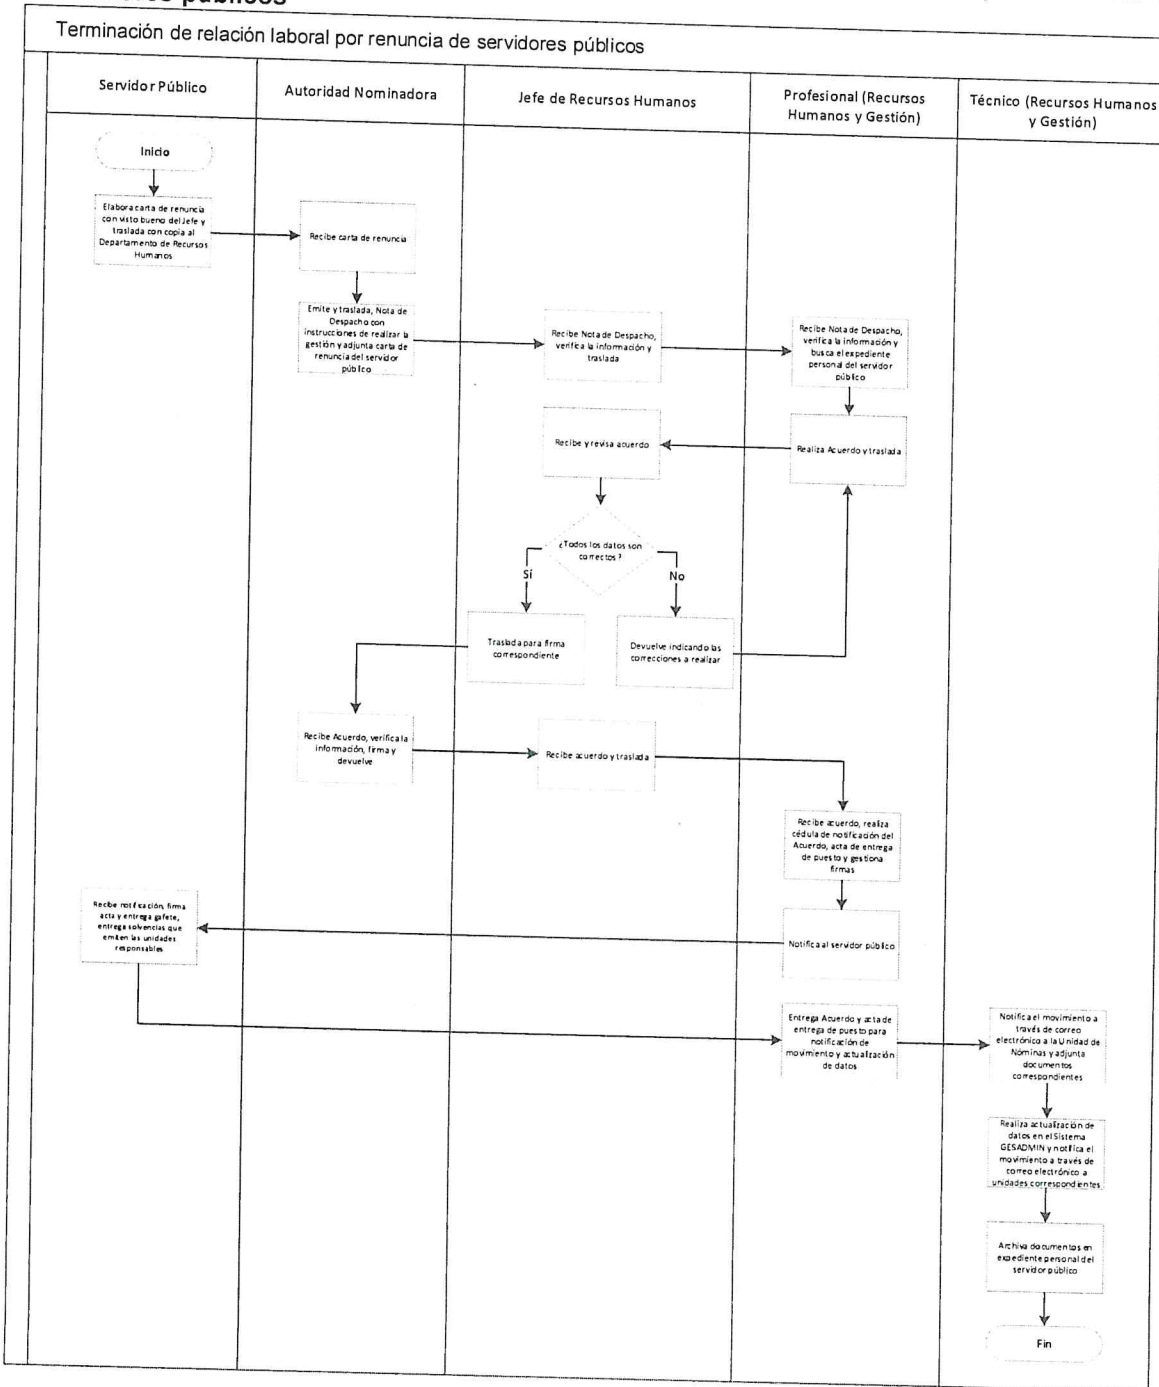 públicos
Terminación de relación laboral por renuncia de servidores públicos
Servidor Público
Autoridad Nominadora
Jefe de Recursos Humanos
Profesional (Recursos
Humanos y Gestión)
Técnico (Recursos Humanos
y Gestión)
Inicio
Elabora carta de renuncia
con visto bueno del Jefe y
traslada con copia al
Departamento de Recursos
Humanos
Recibe carta de renuncia
Emite y traslada, Nota de
Despacho con
instrucciones de realizar la
gestión y adjunta carta de
renuncia del servidor
público
Recibe Nota de Despacho,
verifica la información y
traslada
Recibe Nota de Despacho,
verifica la información y
busca el expediente
personal del servidor
público
Realiza Acuerdo y traslada
Recibe y revisa acuerdo
¿Todos los datos son
correctos?
Sí
No
Traslada para firma
correspondiente
Devuelve indicando las
correcciones a realizar
Recibe Acuerdo, verifica la
información, firma y
devuelve
Recibe acuerdo y traslada
Recibe acuerdo, realiza
cédula de notificación del
Acuerdo, acta de entrega
de puesto y gestiona
firmas
Notifica al servidor público
Recibe notificación, firma
acta y entrega gafete,
entrega solvencias que
emiten las unidades
responsables
Entrega Acuerdo y acta de
entrega de puesto para
notificación de
movimiento y actualización
de datos
Notifica el movimiento a
través de correo
electrónico a la Unidad de
Nóminas y adjunta
documentos
correspondientes
Realiza actualización de
datos en el Sistema
GESADMIN y notifica el
movimiento a través de
correo electrónico a
unidades correspondientes
Archiva documentos en
expediente personal del
servidor público
Fin